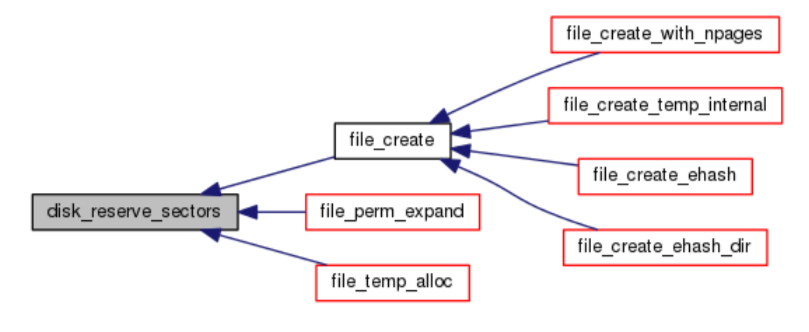 file_create_with_npages
file_create_temp_internal
file_create
file_create_ehash
disk_reserve_sectors
file_perm_expand
file_create_ehash_dir
file_temp_alloc